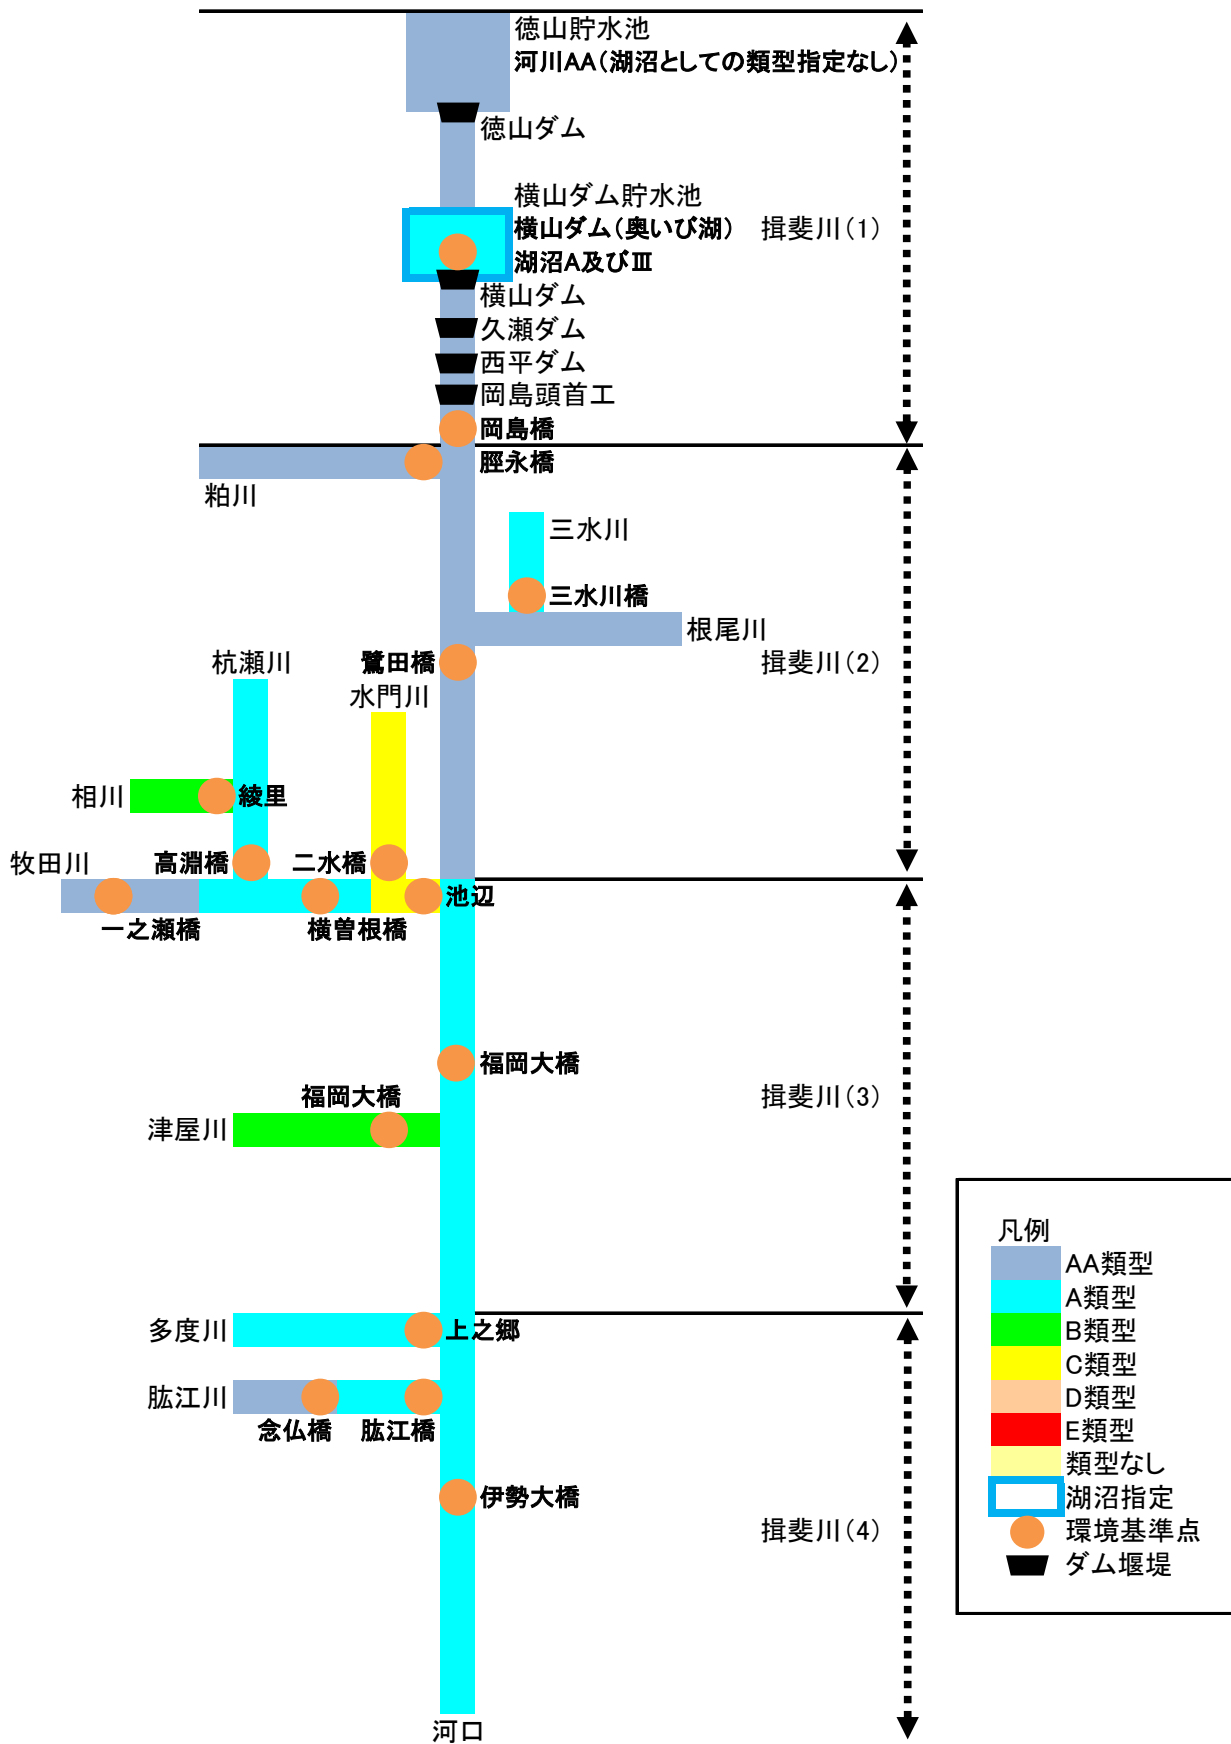 徳山貯水池
河川AA（湖沼としての類型指定なし）
徳山ダム
横山ダム貯水池
横山ダム（奥いび湖）
湖沼A及びⅢ
揖斐川（1）
横山ダム
久瀬ダム
西平ダム
岡島頭首工
岡島橋
脛永橋
粕川
三水川
三水川橋
根尾川
杭瀬川
鷺田橋
揖斐川（2）
水門川
相川
綾里
牧田川
高淵橋
二水橋
池辺
一之瀬橋
横曽根橋
福岡大橋
福岡大橋
津屋川
揖斐川（3）
多度川
上之郷
肱江川
念仏橋
肱江橋
伊勢大橋
揖斐川（4）
河口
凡例
AA類型
A類型
B類型
C類型
D類型
E類型
類型なし
湖沼指定
環境基準点
ダム堰堤